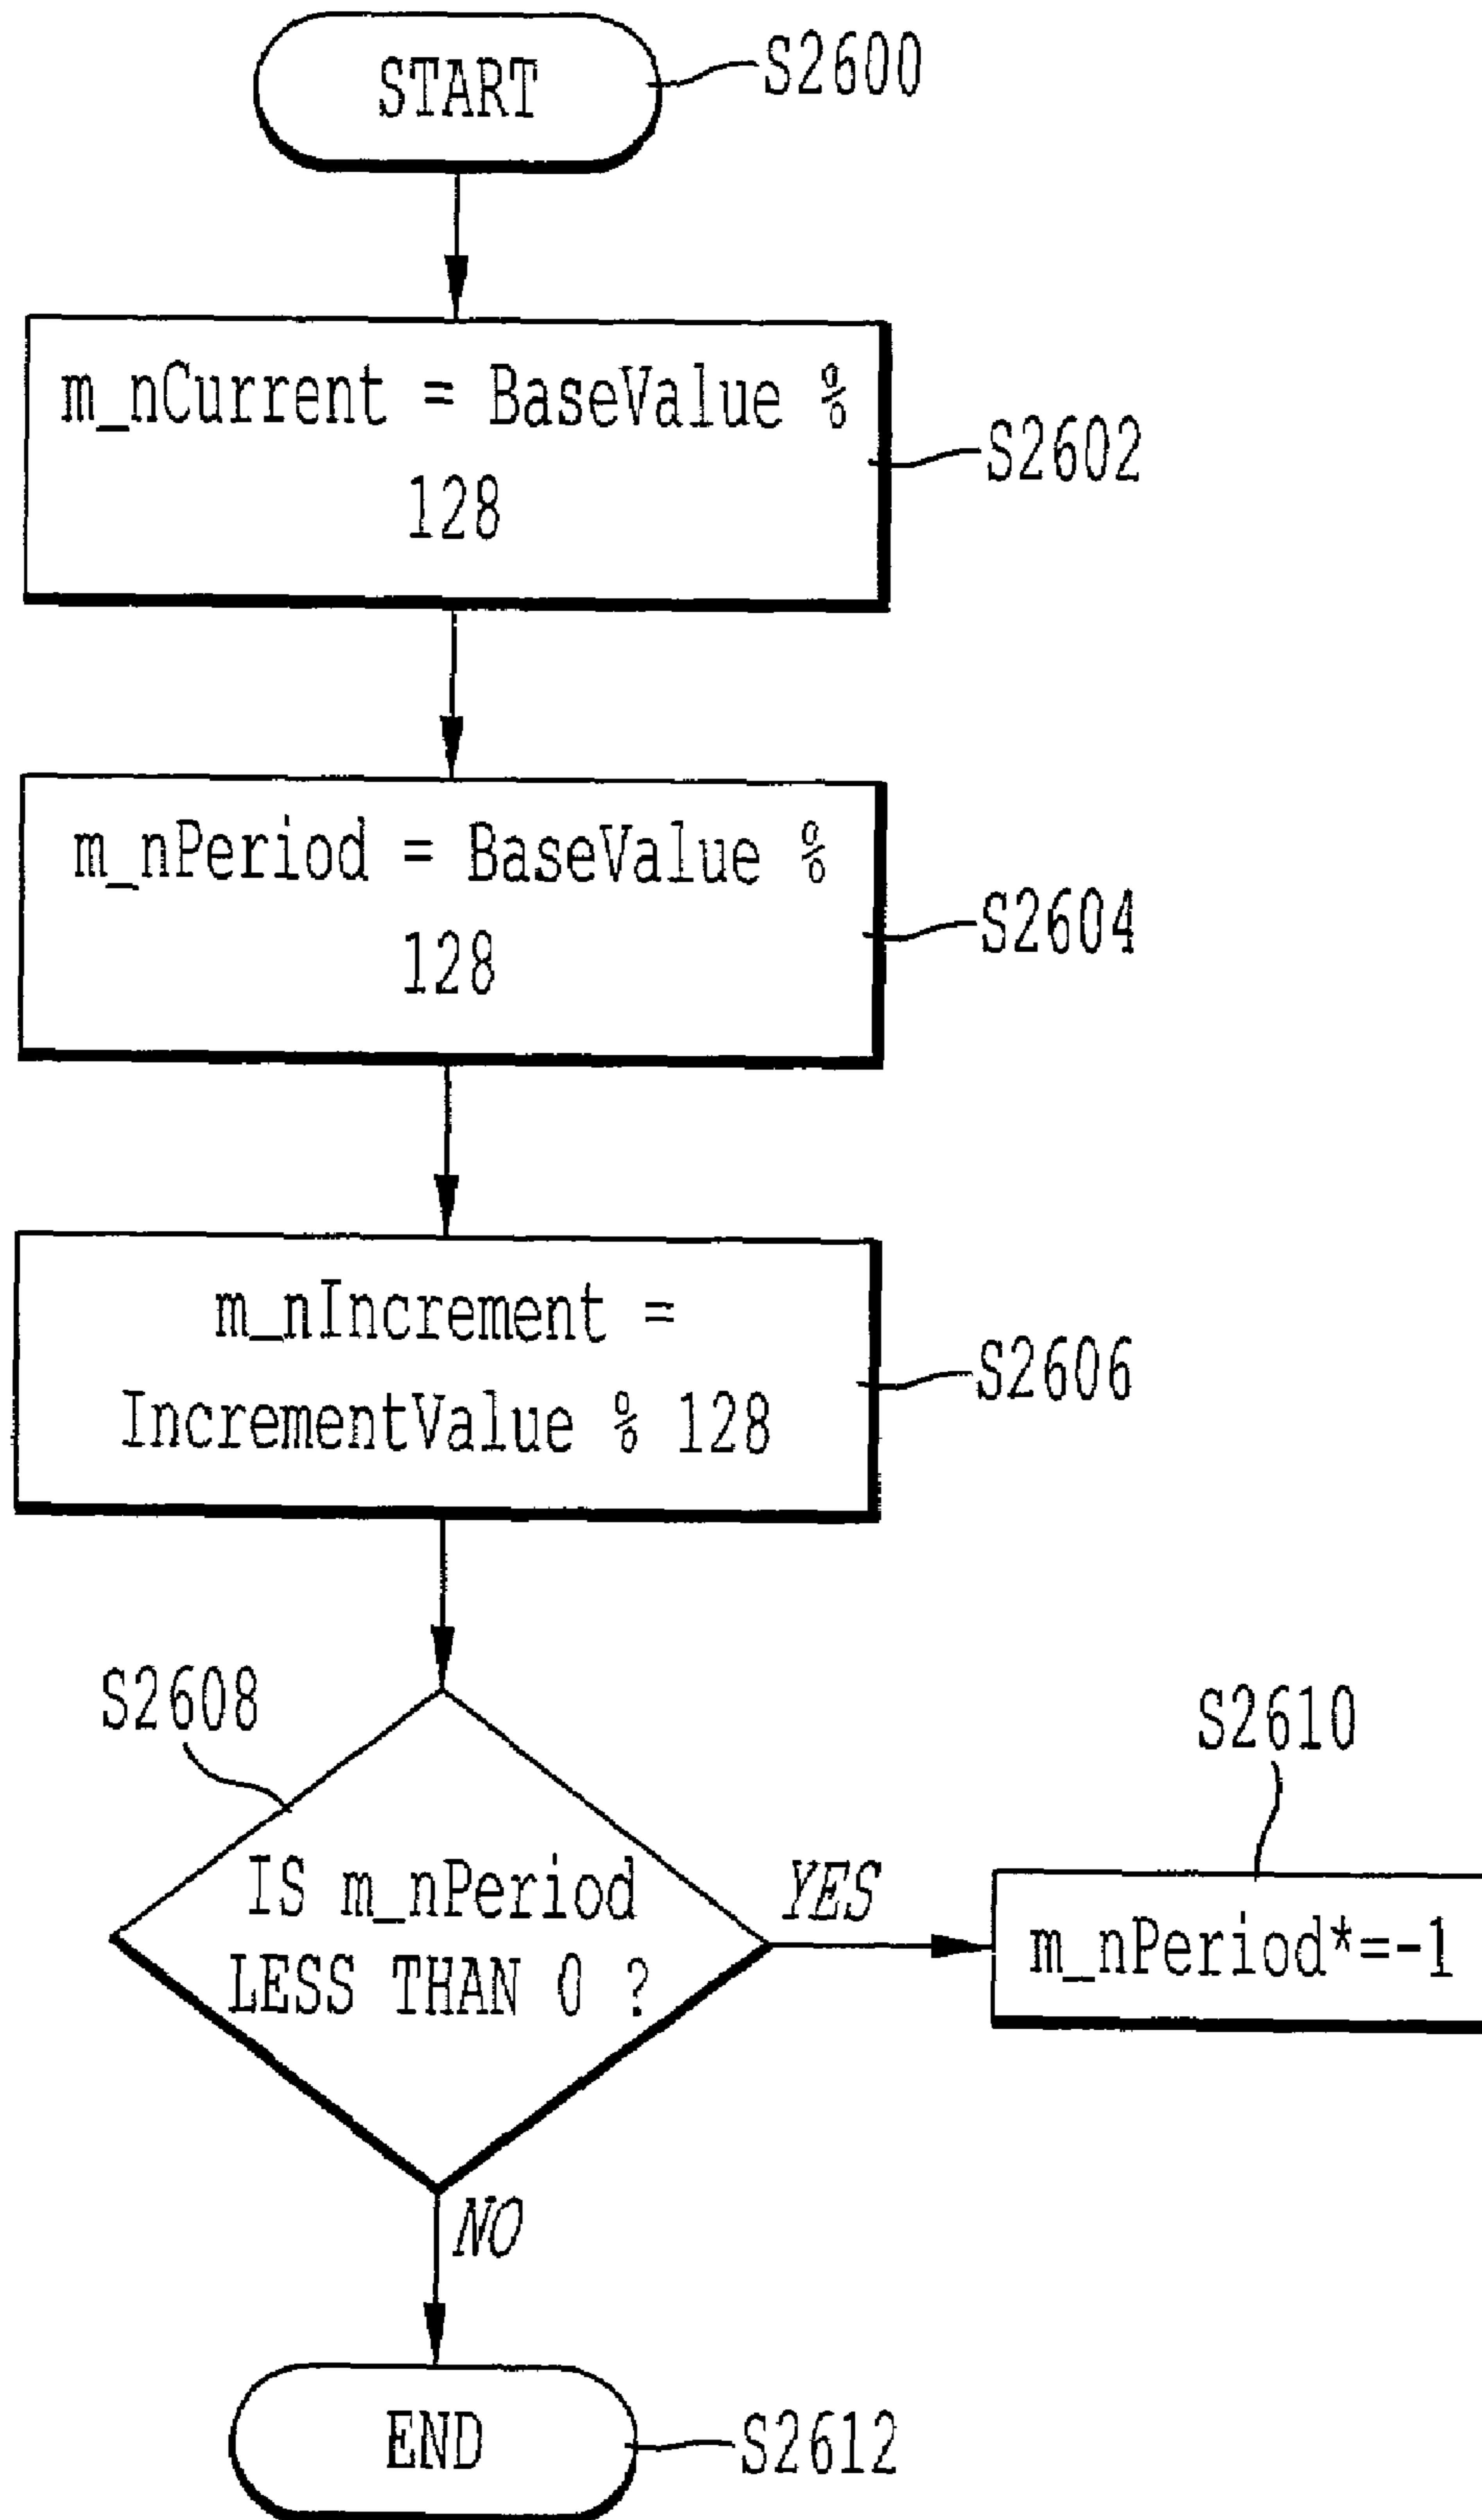 START
S2600
m_nCurrent = BaseValue %
128
S2602
m_nPeriod = BaseValue %
128
S2604
m_nIncrement =
IncrementValue % 128
S2606
S2608
IS m_nPeriod
LESS THAN 0 ?
YES
S2610
m_nPeriod*=-1
NO
END
S2612